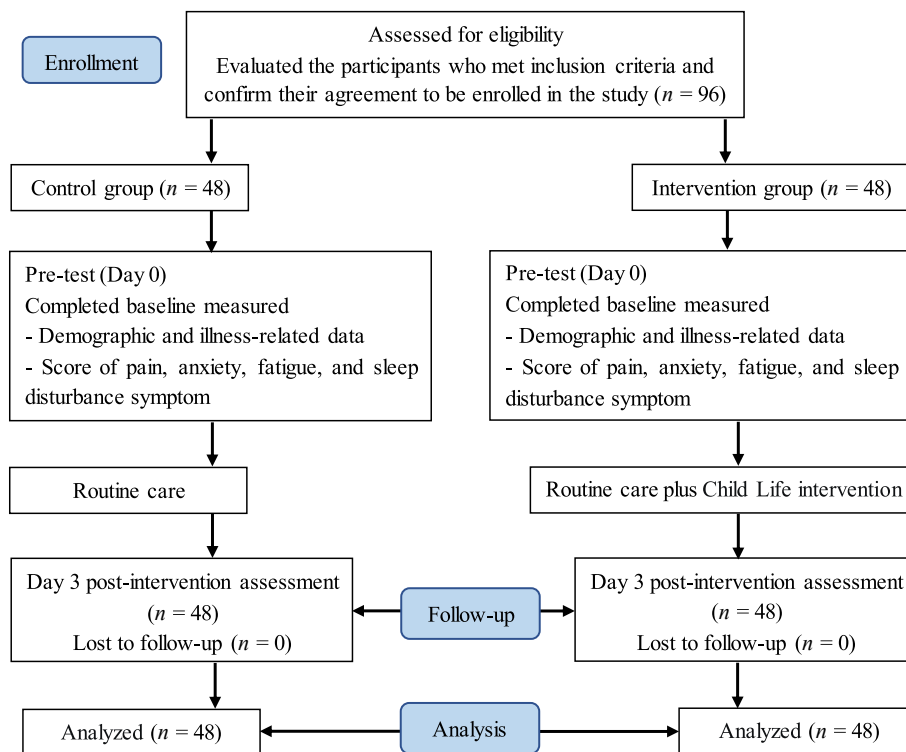 Enrollment
Assessed for eligibility
Evaluated the participants who met inclusion criteria and
confirm their agreement to be enrolled in the study (n = 96)
Control group (n = 48)
Intervention group (n = 48)
Pre-test (Day 0)
Completed baseline measured
- Demographic and illness-related data
- Score of pain, anxiety, fatigue, and sleep
disturbance symptom
Pre-test (Day 0)
Completed baseline measured
- Demographic and illness-related data
- Score of pain, anxiety, fatigue, and sleep
disturbance symptom
Routine care
Routine care plus Child Life intervention
Day 3 post-intervention assessment
(n = 48)
Lost to follow-up (n = 0)
Follow-up
Day 3 post-intervention assessment
(n = 48)
Lost to follow-up (n = 0)
Analyzed (n = 48)
Analysis
Analyzed (n = 48)